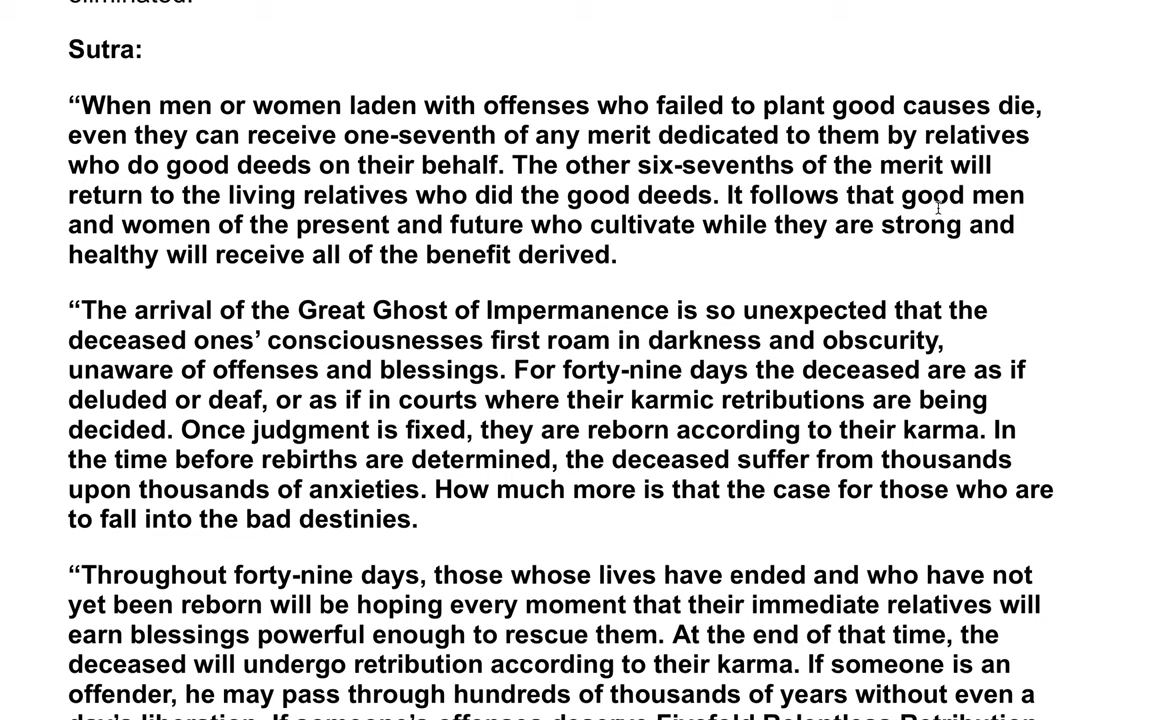 eliminated.
Sutra:
“When men or women laden with offenses who failed to plant good causes die,
even they can receive one-seventh of any merit dedicated to them by relatives
who do good deeds on their behalf. The other six-sevenths of the merit will
return to the living relatives who did the good deeds. It follows that good men
and women of the present and future who cultivate while they are strong and
healthy will receive all of the benefit derived.
“The arrival of the Great Ghost of Impermanence is so unexpected that the
deceased ones’ consciousnesses first roam in darkness and obscurity,
unaware of offenses and blessings. For forty-nine days the deceased are as if
deluded or deaf, or as if in courts where their karmic retributions are being
decided. Once judgment is fixed, they are reborn according to their karma. In
the time before rebirths are determined, the deceased suffer from thousands
upon thousands of anxieties. How much more is that the case for those who are
to fall into the bad destinies.
“Throughout forty-nine days, those whose lives have ended and who have not
yet been reborn will be hoping every moment that their immediate relatives will
earn blessings powerful enough to rescue them. At the end of that time, the
deceased will undergo retribution according to their karma. If someone is an
offender, he may pass through hundreds of thousands of years without even a
day’s liberation. If someone’s offenses deserve Fivefold Relentless Retribution,